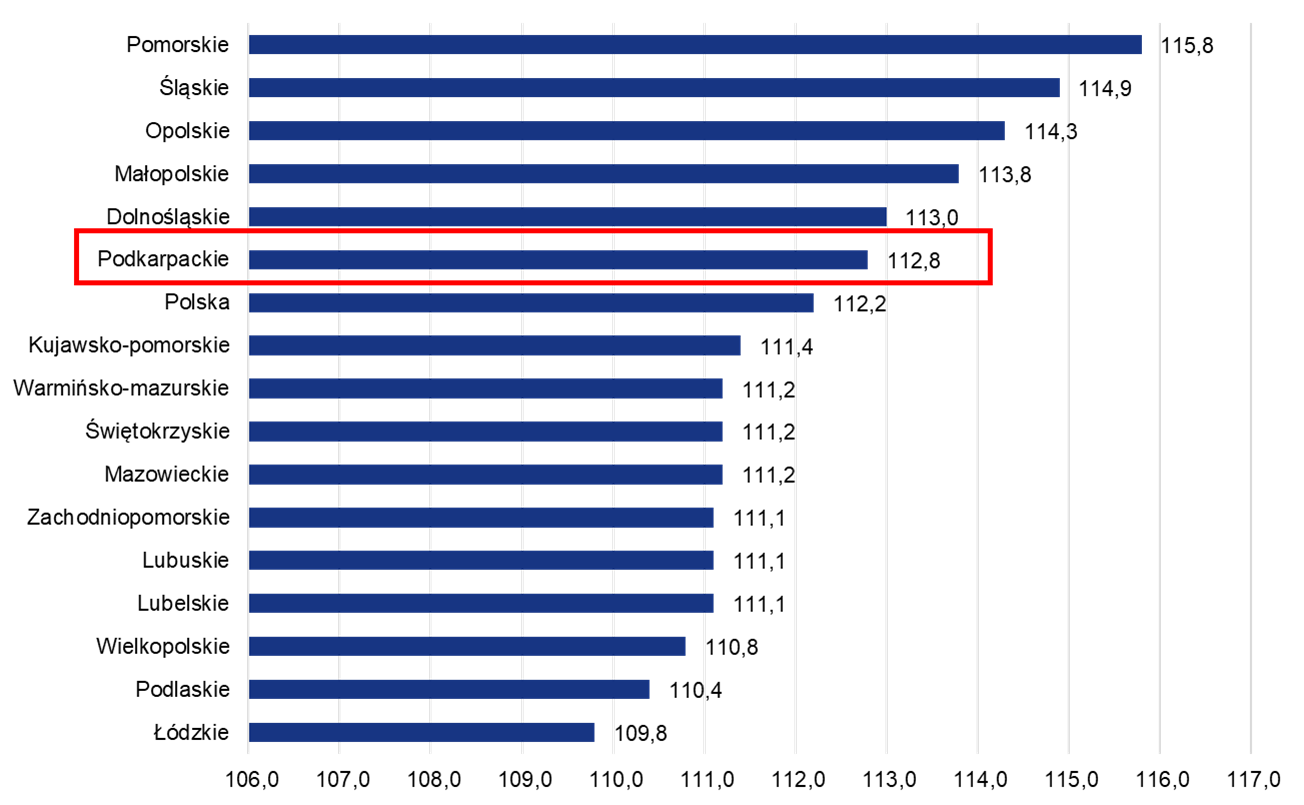 Pomorskie 115,8
Śląskie 114,9
Opolskie 114,3
Małopolskie 113,8
Dolnośląskie 113,0
Podkarpackie 112,8
Polska 112,2
Kujawsko-pomorskie 111,4
Warmińsko-mazurskie 111,2
Świętokrzyskie 111,2
Mazowieckie 111,2
Zachodniopomorskie 111,1
Lubuskie 111,1
Lubelskie 111,1
Wielkopolskie 110,8
Podlaskie 110,4
Łódzkie 109,8
106,0 107,0 108,0 109,0 110,0 111,0 112,0 113,0 114,0 115,0 116,0 117,0